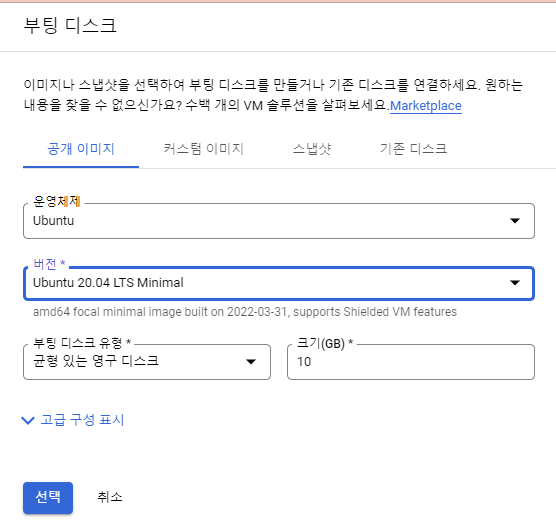 부팅 디스크
이미지나 스냅샷을 선택하여 부팅 디스크를 만들거나 기존 디스크를 연결하세요. 원하는
내용을 찾을 수 없으신가요? 수백 개의 VM 솔루션을 살펴보세요.Marketplace
공개 이미지 커스텀 이미지 스냅샷 기존 디스크
운영체제
Ubuntu
버전 *
Ubuntu 20.04 LTS Minimal
amd64 focal minimal image built on 2022-03-31, supports Shielded VM features
부팅 디스크 유형 * 크기(GB) *
균형 있는 영구 디스크 10
고급 구성 표시
선택 취소